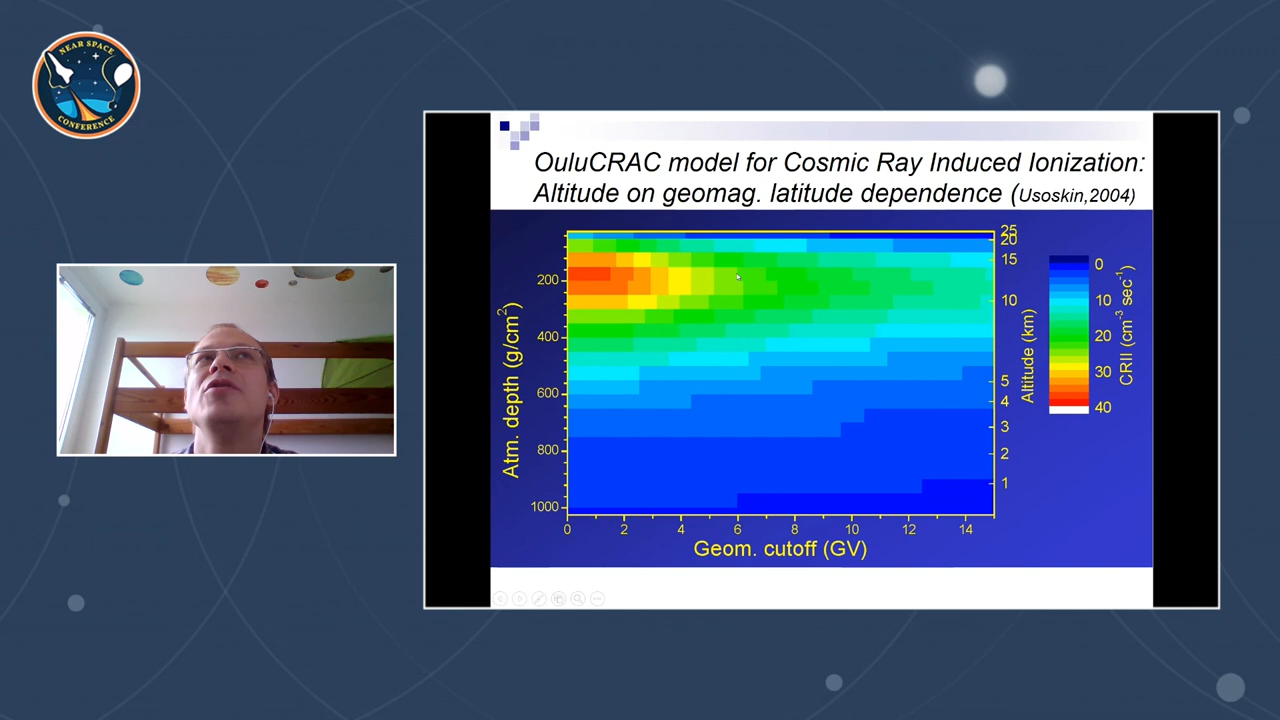 NEAR SPACE
CONFERENCE
OuluCRAC model for Cosmic Ray Induced Ionization:
Altitude on geomag. latitude dependence (Usoskin,2004)
Atm. depth (g/cm²)
200
400
600
800
1000
0 2 4 6 8 10 12 14
Geom. cutoff (GV)
25
20
15
10
5
4
3
2
1
Altitude (km)
0
10
20
30
40
CRII (cm⁻³ sec⁻¹)